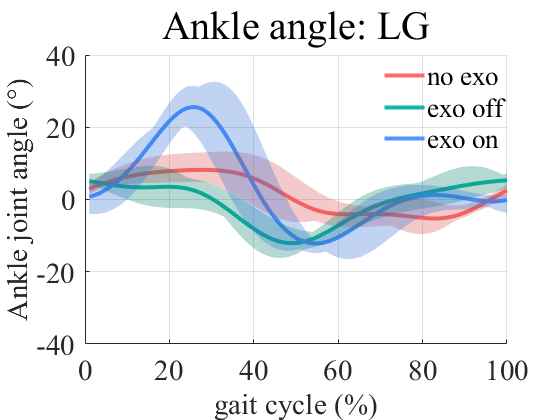 Ankle angle: LG
Ankle joint angle (°)
40
20
0
-20
-40
no exo
exo off
exo on
0 20 40 60 80 100
gait cycle (%)